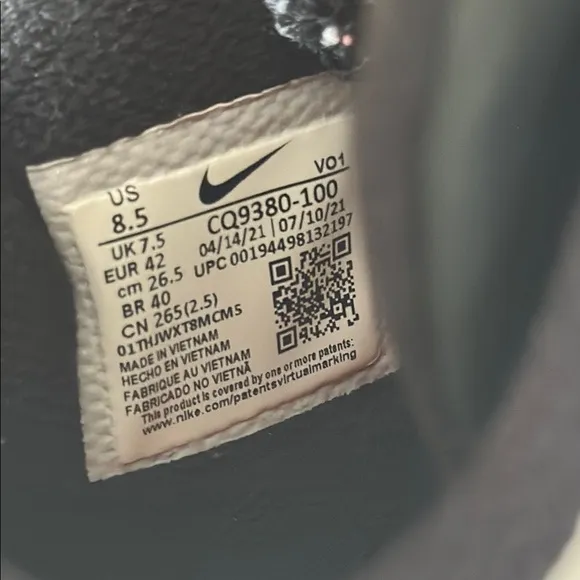 US
8.5
VO1
CQ9380-100
UK 7.5
04/14/21 | 07/10/21
EUR 42
UPC 00194498132197
cm 26.5
BR 40
CN 265(2.5)
01THJWXT8MCM5
MADE IN VIETNAM
HECHO EN VIETNAM
FABRIQUE AU VIETNAM
FABRICADO NO VIETNÃ
This product is covered by one or more patents:
www.nike.com/patentsvirtualmarking